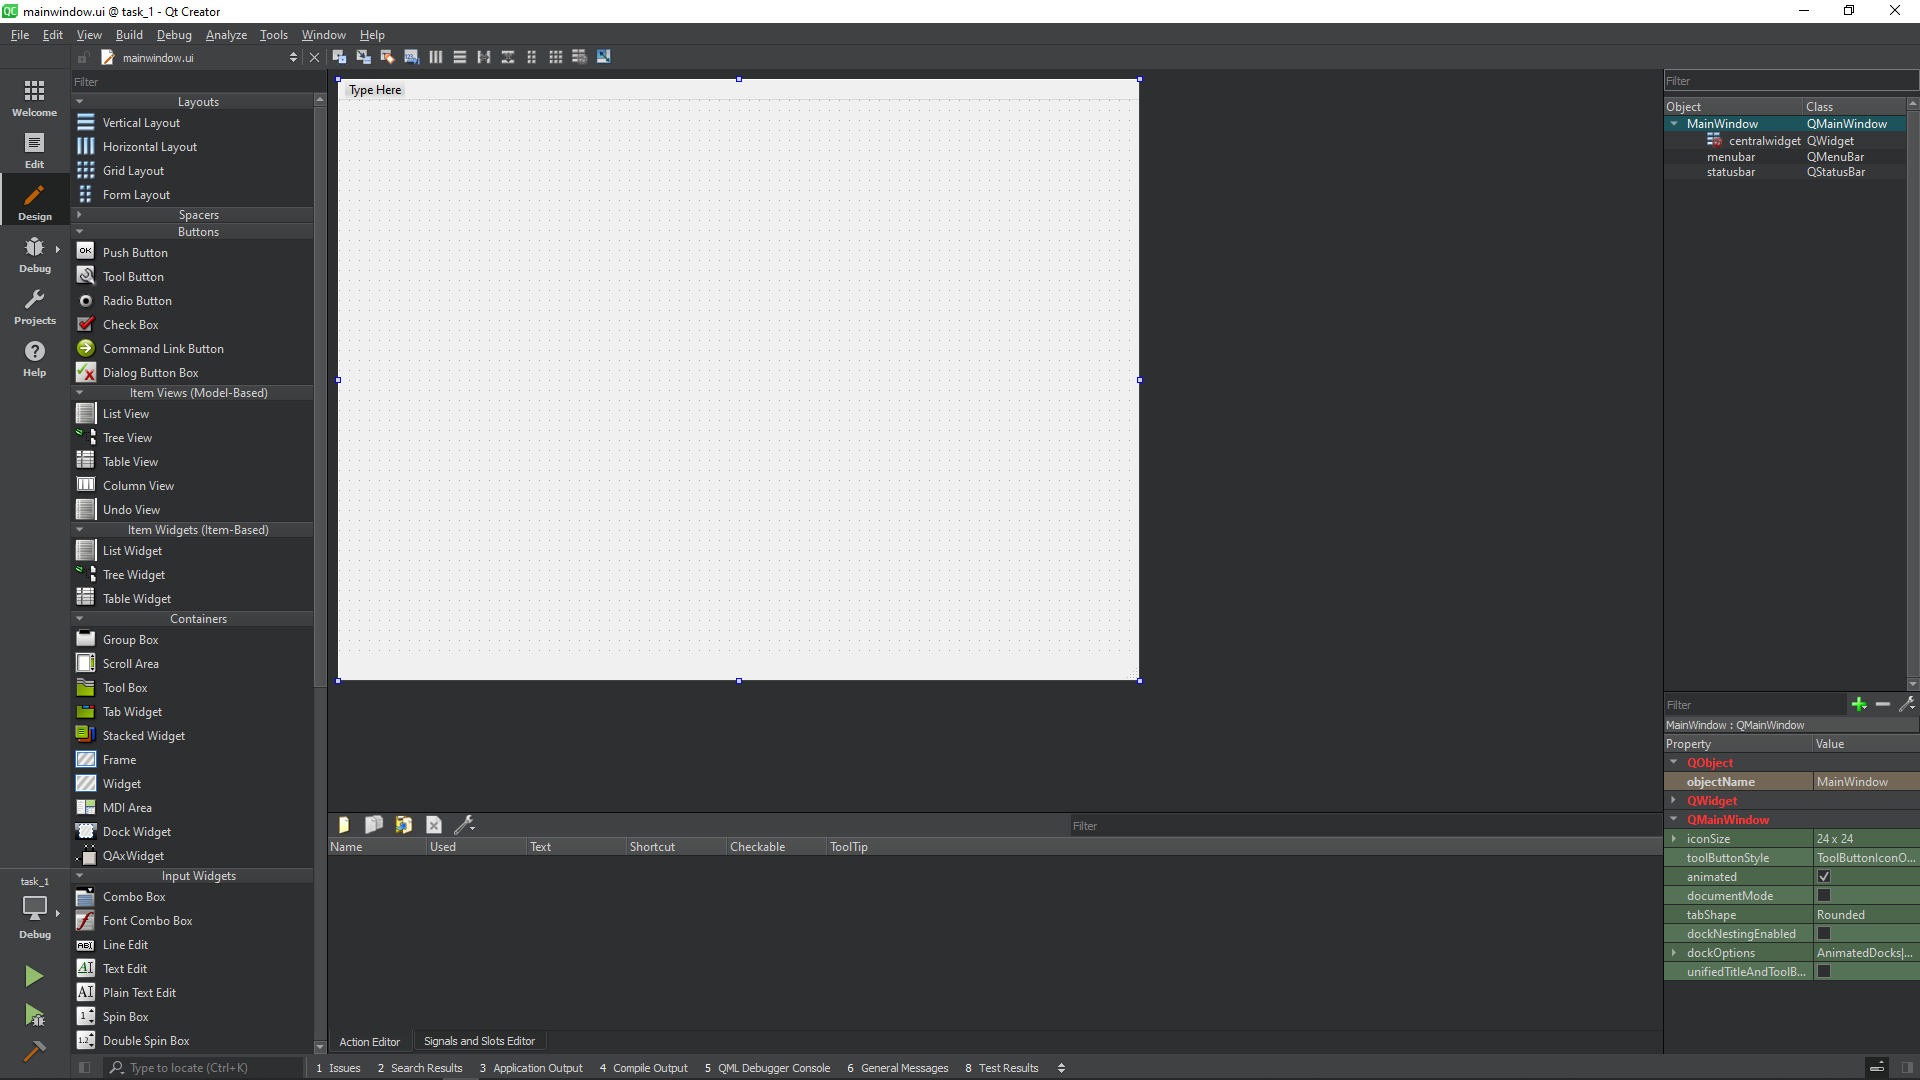 mainwindow.ui @ task_1 - Qt Creator
File Edit View Build Debug Analyze Tools Window Help
mainwindow.ui
Welcome
Edit
Design
Debug
Projects
Help
task_1
Debug
Filter
Layouts
Vertical Layout
Horizontal Layout
Grid Layout
Form Layout
Spacers
Buttons
Push Button
Tool Button
Radio Button
Check Box
Command Link Button
Dialog Button Box
Item Views (Model-Based)
List View
Tree View
Table View
Column View
Undo View
Item Widgets (Item-Based)
List Widget
Tree Widget
Table Widget
Containers
Group Box
Scroll Area
Tool Box
Tab Widget
Stacked Widget
Frame
Widget
MDI Area
Dock Widget
QAxWidget
Input Widgets
Combo Box
Font Combo Box
Line Edit
Text Edit
Plain Text Edit
Spin Box
Double Spin Box
Type Here
Filter
Name Used Text Shortcut Checkable ToolTip
Action Editor Signals and Slots Editor
Filter
Object Class
MainWindow QMainWindow
centralwidget QWidget
menubar QMenuBar
statusbar QStatusBar
Filter
MainWindow : QMainWindow
Property Value
QObject
objectName MainWindow
QWidget
QMainWindow
iconSize 24 x 24
toolButtonStyle ToolButtonIconO...
animated
documentMode
tabShape Rounded
dockNestingEnabled
dockOptions AnimatedDocks|...
unifiedTitleAndToolB...
Type to locate (Ctrl+K) 1 Issues 2 Search Results 3 Application Output 4 Compile Output 5 QML Debugger Console 6 General Messages 8 Test Results